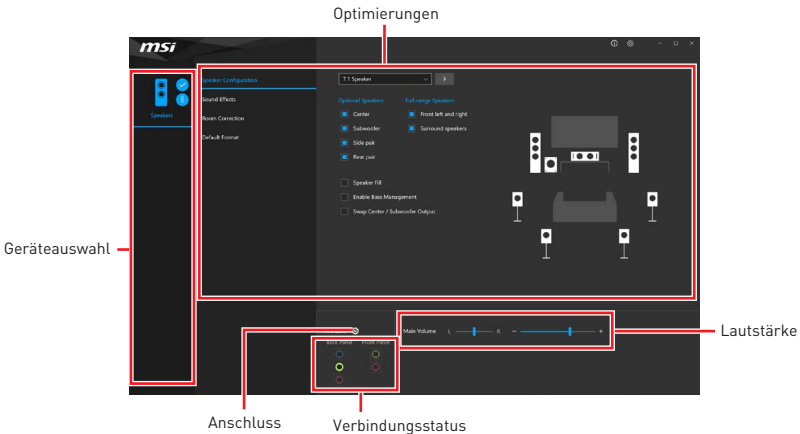 Optimierungen
msi
Speaker Configuration
7.1 Speaker
Sound Effects
Optional Speakers
Full-range Speakers
Speakers
Room Correction
Center
Front left and right
Subwoofer
Surround speakers
Default Format
Side pair
Rear pair
Speaker Fill
Enable Bass Management
Swap Center / Subwoofer Output
Geräteauswahl
Main Volume L R - +
Lautstärke
Back Panel
Front Panel
Anschluss
Verbindungsstatus